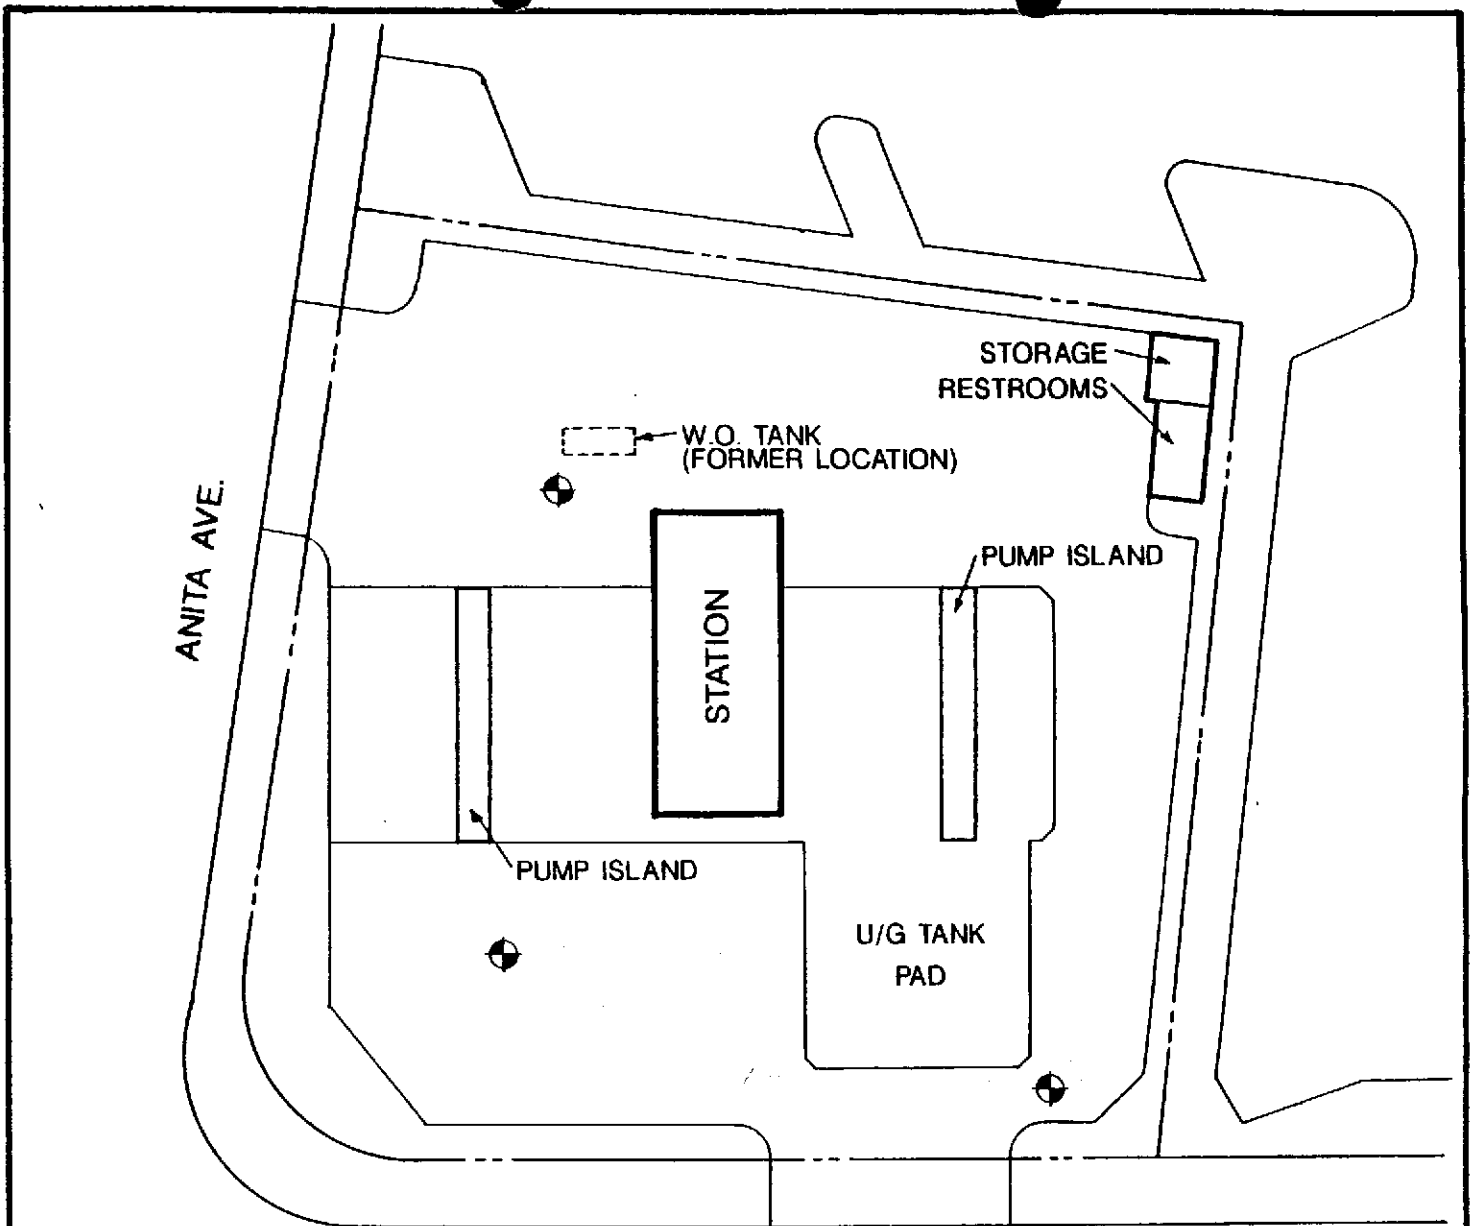 STORAGE
RESTROOMS
W.O. TANK
(FORMER LOCATION)
ANITA AVE.
PUMP ISLAND
STATION
PUMP ISLAND
U/G TANK
PAD